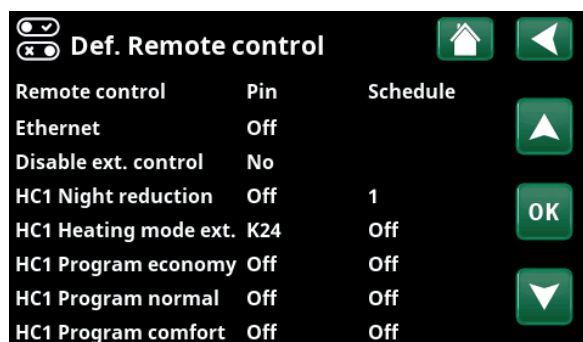 Def. Remote control
Remote control Pin Schedule
Ethernet Off
Disable ext. control No
HC1 Night reduction Off 1
OK
HC1 Heating mode ext. K24 Off
HC1 Program economy Off Off
HC1 Program normal Off Off
HC1 Program comfort Off Off